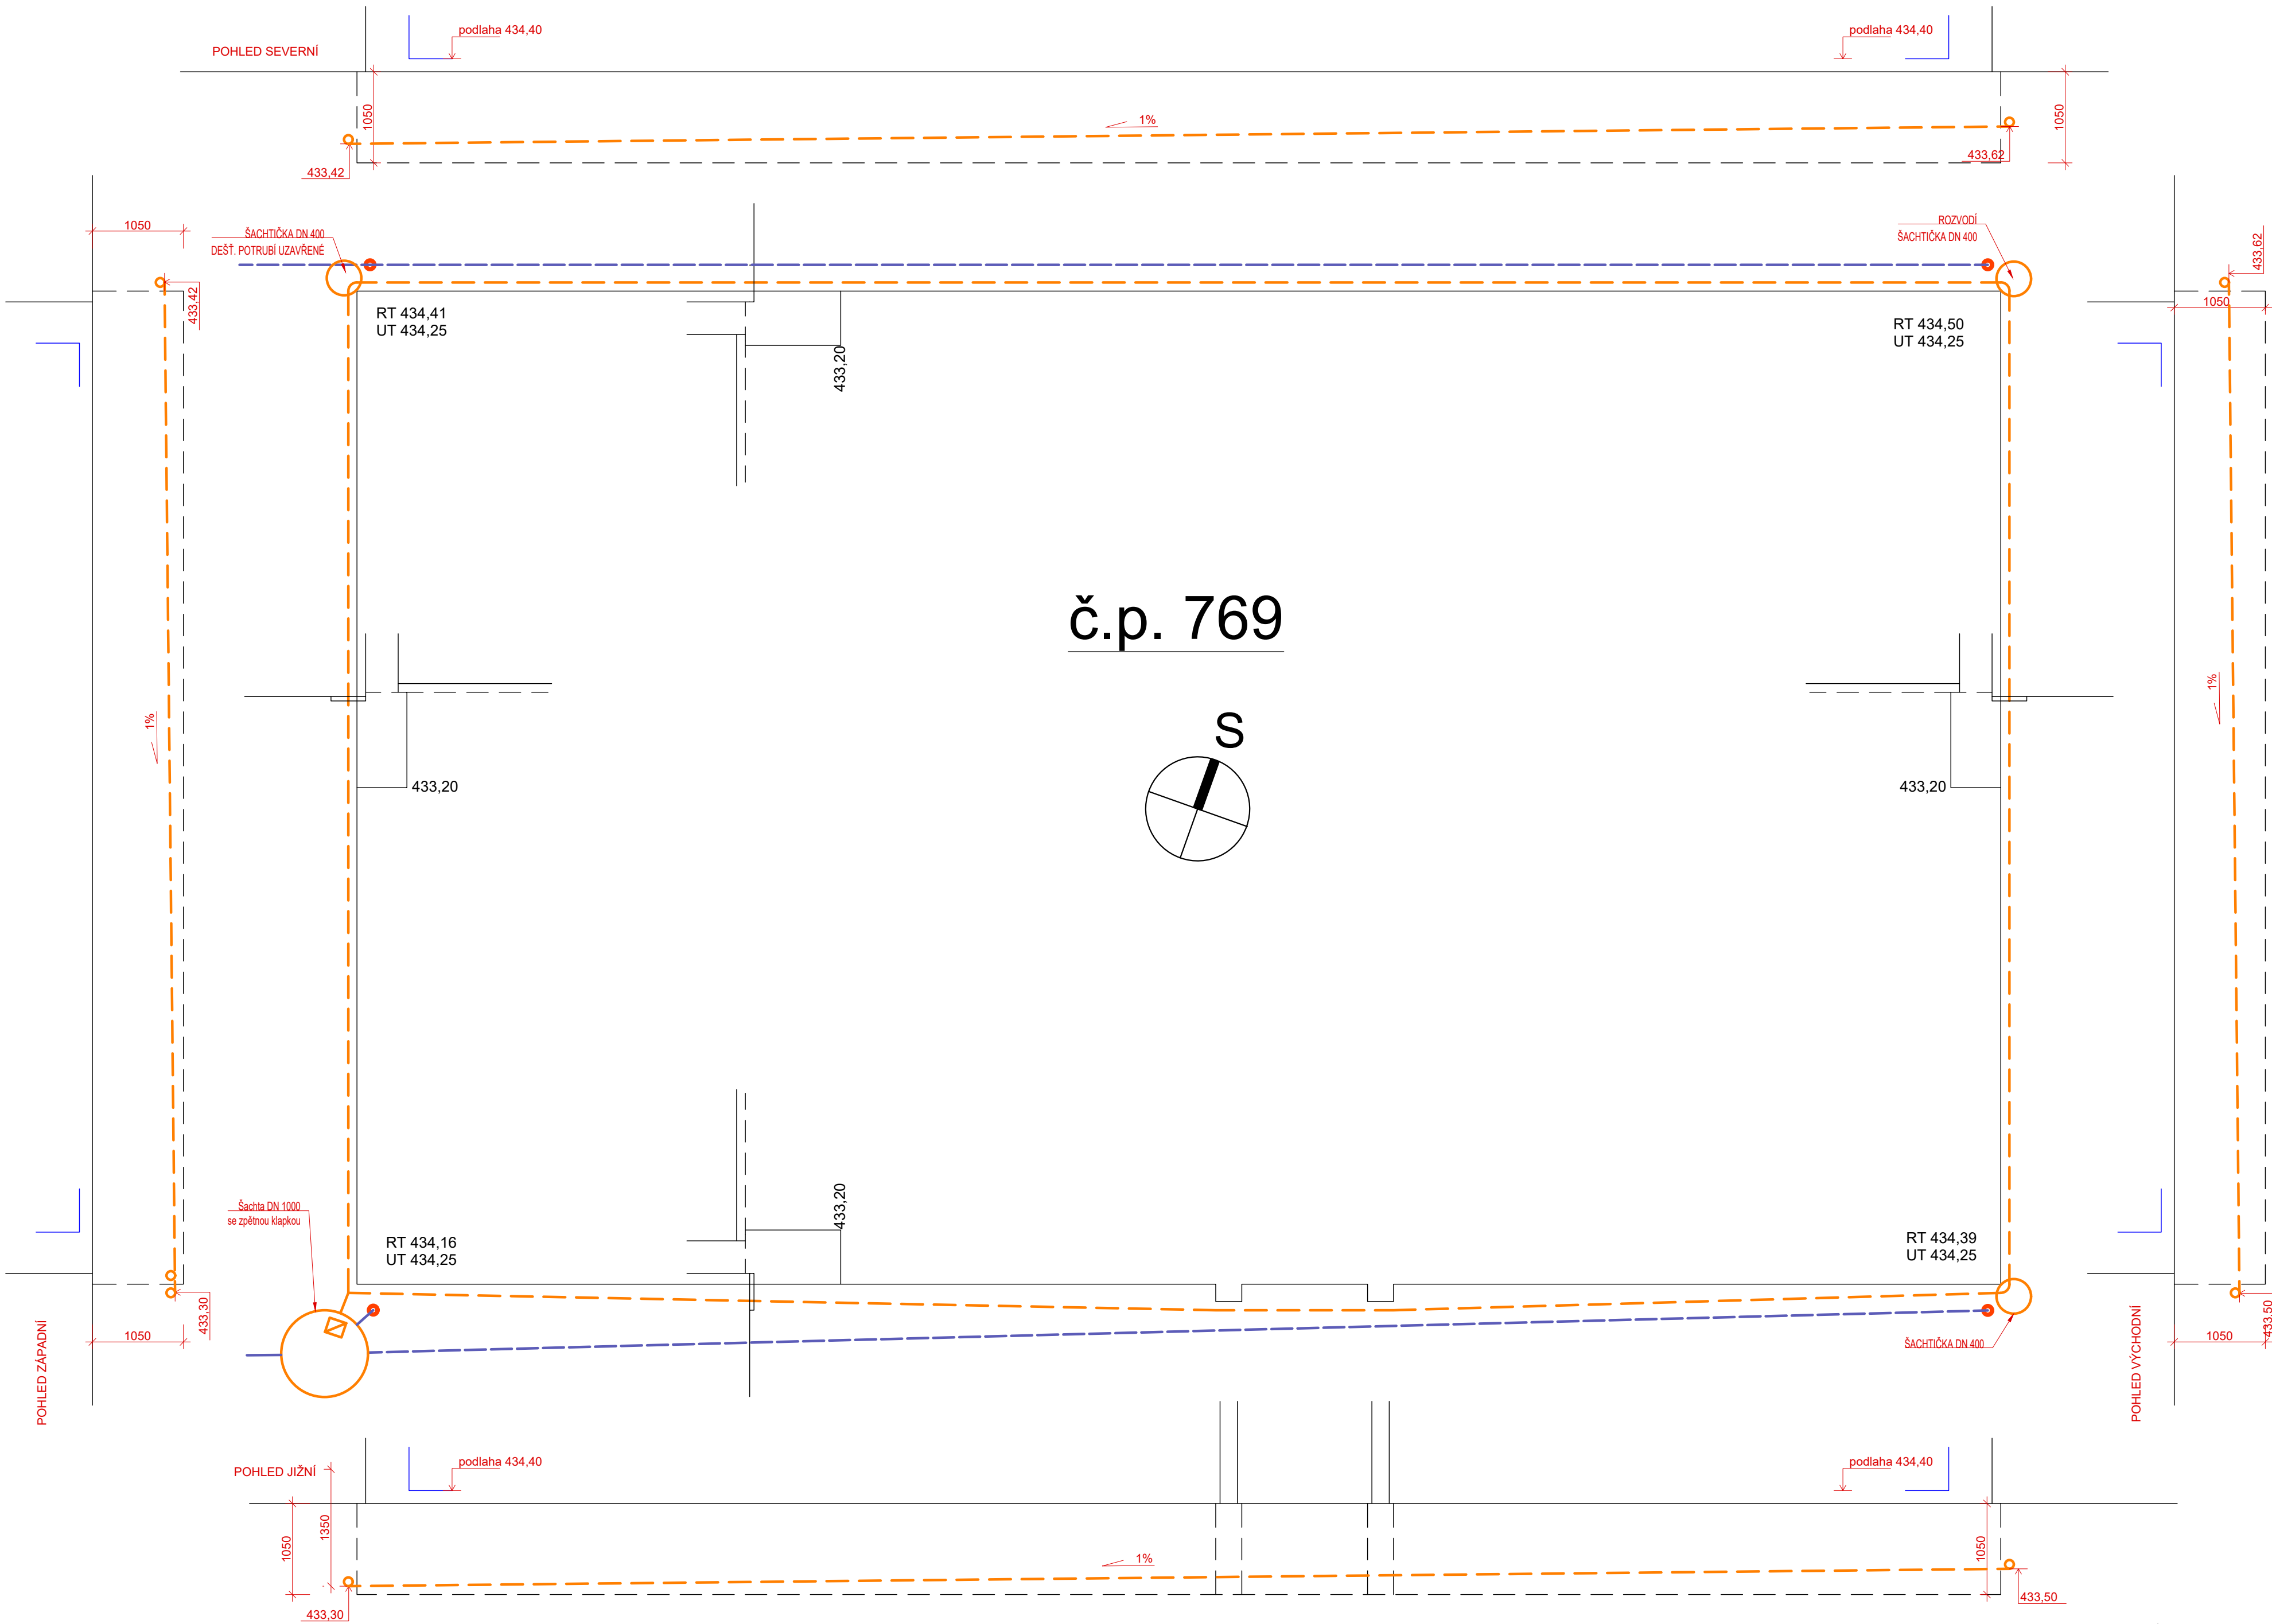 podlaha 434,40
podlaha 434,40
POHLED SEVERNÍ
1050
1050
1%
433,42
433,62
1050
ŠACHTIČKA DN 400
DEŠŤ. POTRUBÍ UZAVŘENÉ
ROZVODÍ
ŠACHTIČKA DN 400
433,62
433,42
1050
RT 434,41
UT 434,25
RT 434,50
UT 434,25
433,20
č.p. 769
1%
1%
S
433,20
433,20
433,20
Šachta DN 1000
se zpětnou klapkou
RT 434,16
UT 434,25
RT 434,39
UT 434,25
433,30
433,50
1050
1050
ŠACHTIČKA DN 400
POHLED ZÁPADNÍ
POHLED VÝCHODNÍ
podlaha 434,40
podlaha 434,40
POHLED JIŽNÍ
1350
1050
1050
1%
433,30
433,50